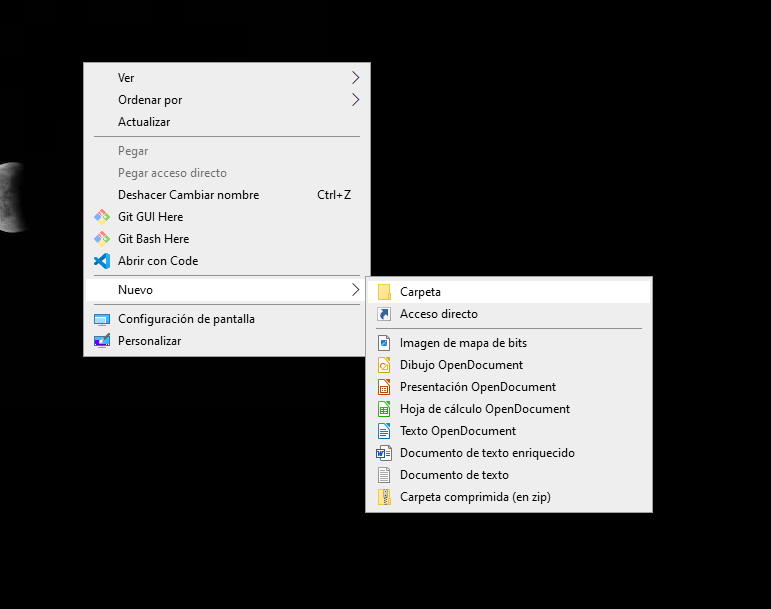 Ver
Ordenar por
Actualizar
Pegar
Pegar acceso directo
Deshacer Cambiar nombre Ctrl+Z
Git GUI Here
Git Bash Here
Abrir con Code
Nuevo
Configuración de pantalla
Personalizar
Carpeta
Acceso directo
Imagen de mapa de bits
Dibujo OpenDocument
Presentación OpenDocument
Hoja de cálculo OpenDocument
Texto OpenDocument
Documento de texto enriquecido
Documento de texto
Carpeta comprimida (en zip)